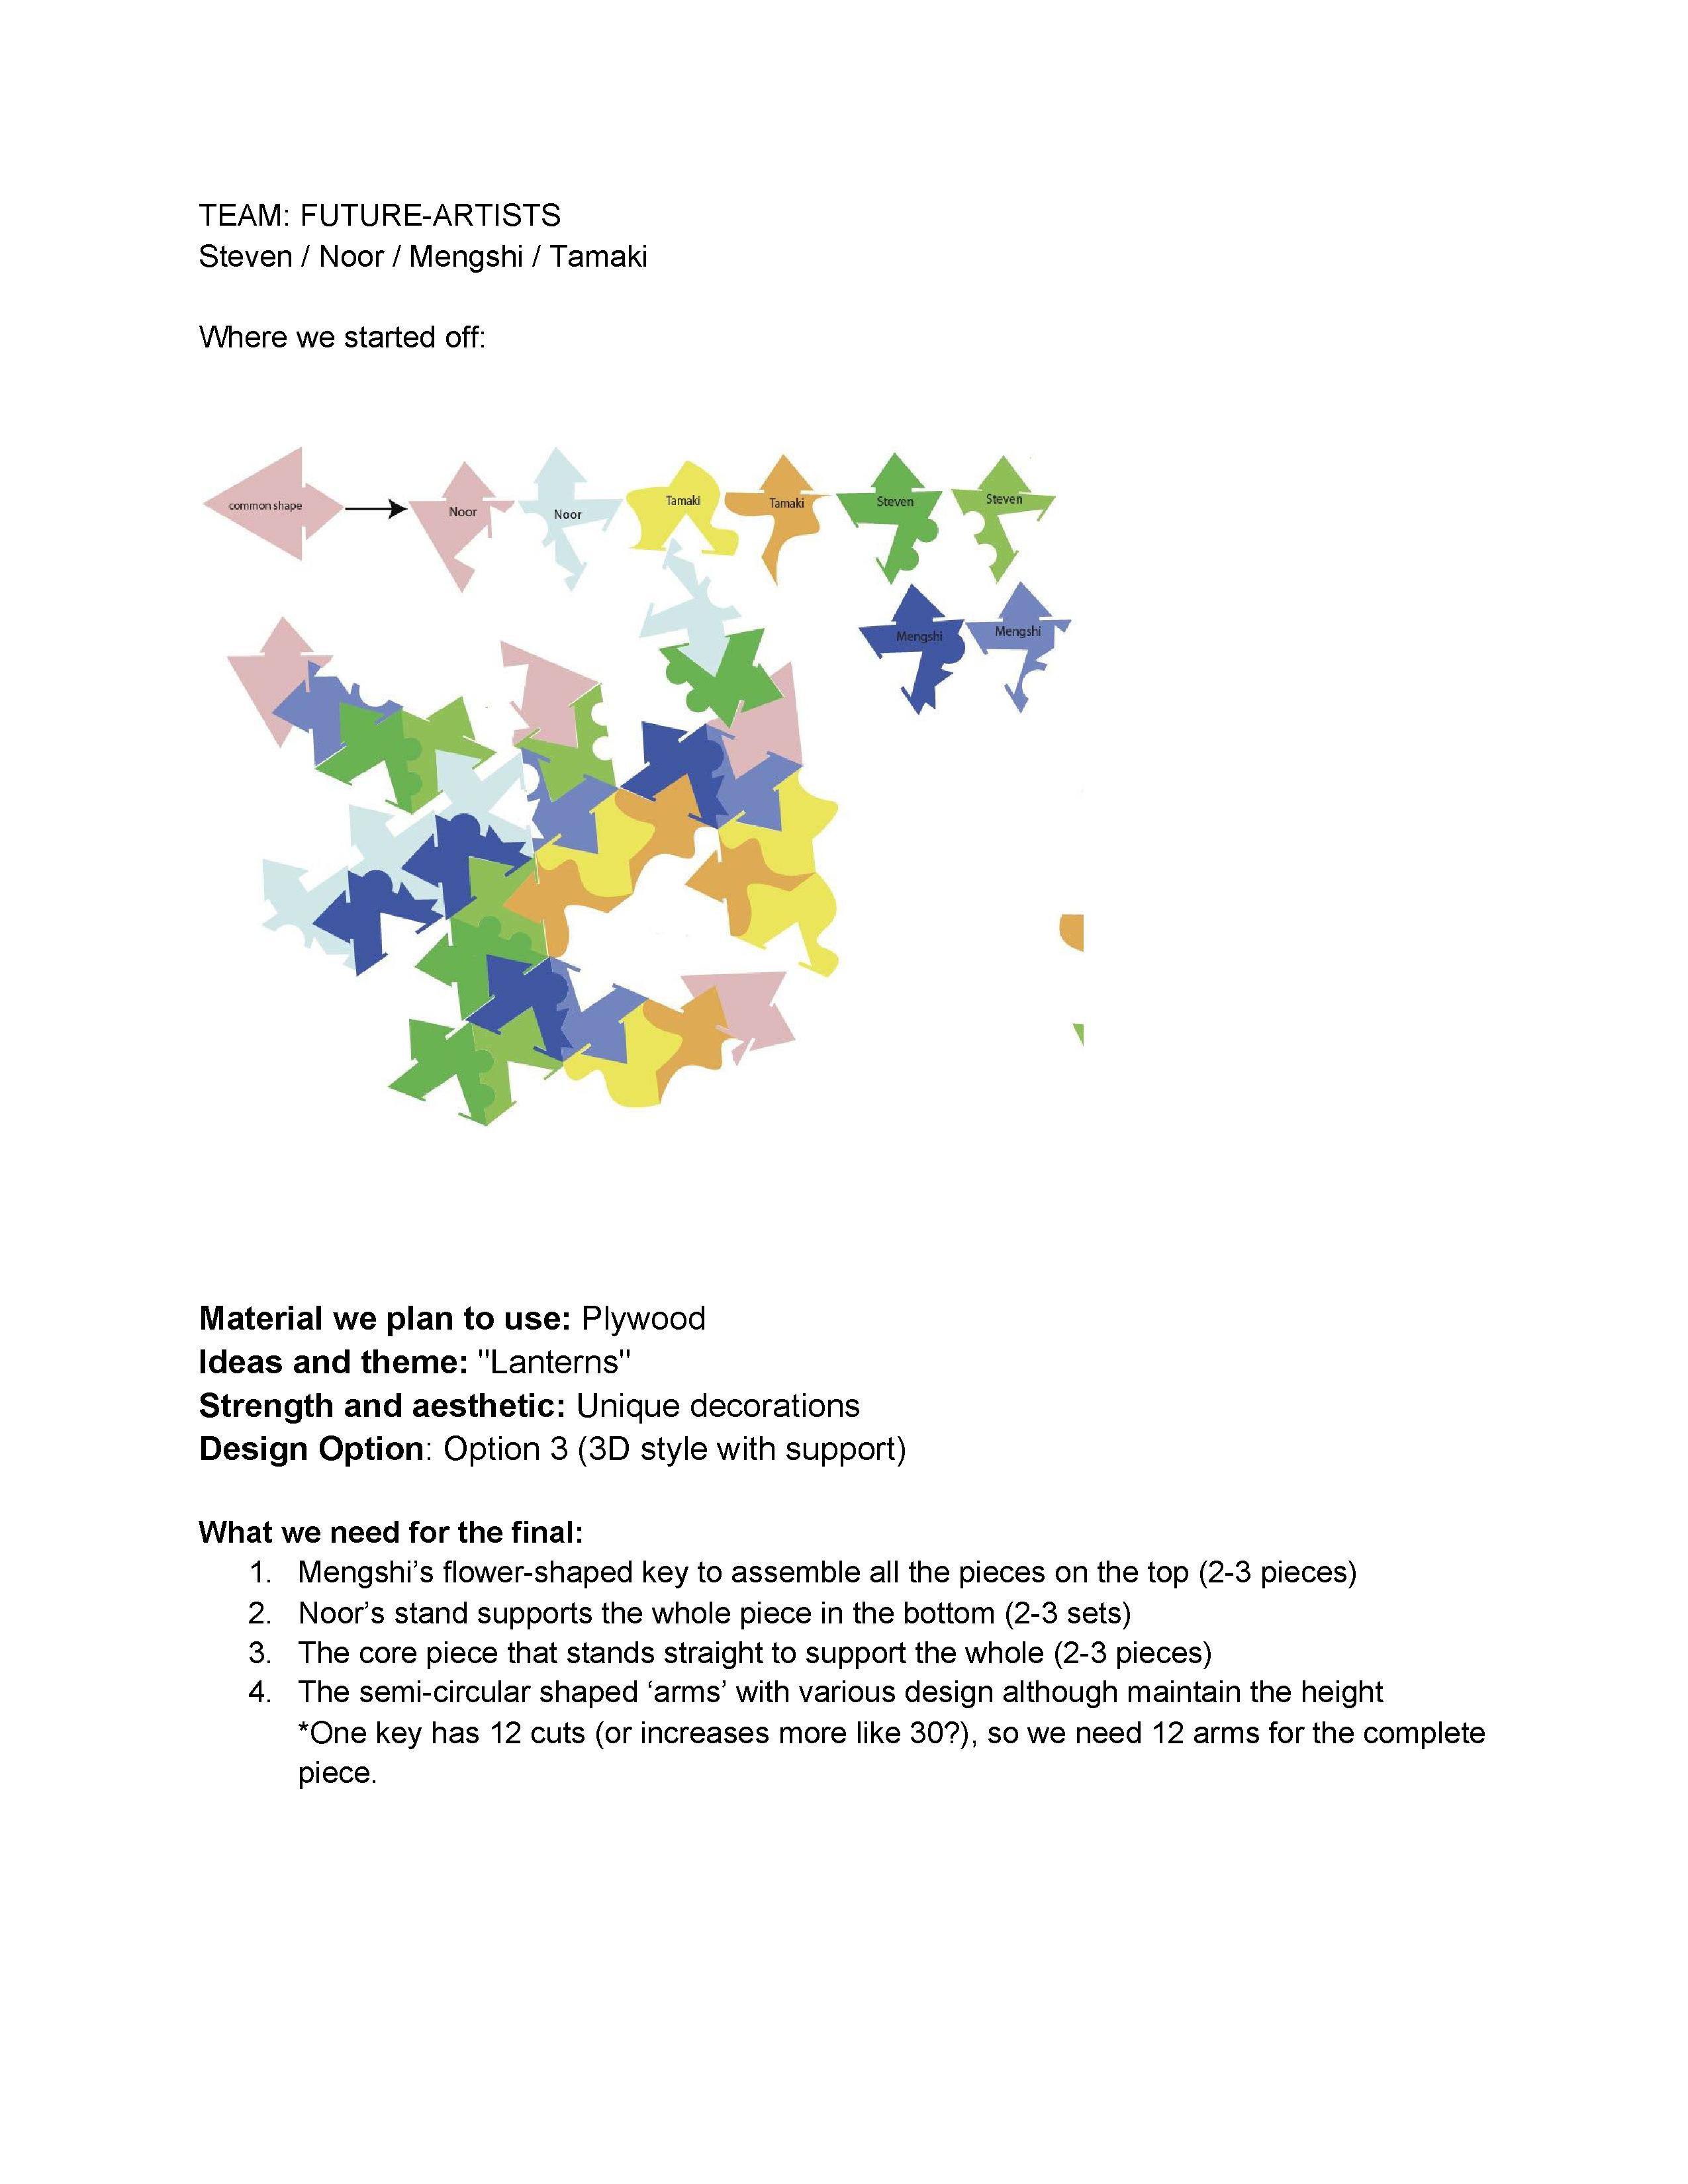 TEAM: FUTURE-ARTISTS
Steven / Noor / Mengshi / Tamaki
Where we started off:
common shape
Noor
Noor
Tamaki
Tamaki
Steven
Steven
Mengshi
Mengshi
Material we plan to use: Plywood
Ideas and theme: "Lanterns"
Strength and aesthetic: Unique decorations
Design Option: Option 3 (3D style with support)
What we need for the final:
1. Mengshi’s flower-shaped key to assemble all the pieces on the top (2-3 pieces)
2. Noor’s stand supports the whole piece in the bottom (2-3 sets)
3. The core piece that stands straight to support the whole (2-3 pieces)
4. The semi-circular shaped ‘arms’ with various design although maintain the height
*One key has 12 cuts (or increases more like 30?), so we need 12 arms for the complete
piece.